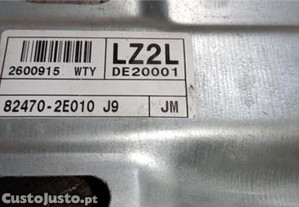 LZ2L
2600915 WTY
DE20001
82470-2E010 J9
JM
CustoJusto.pt